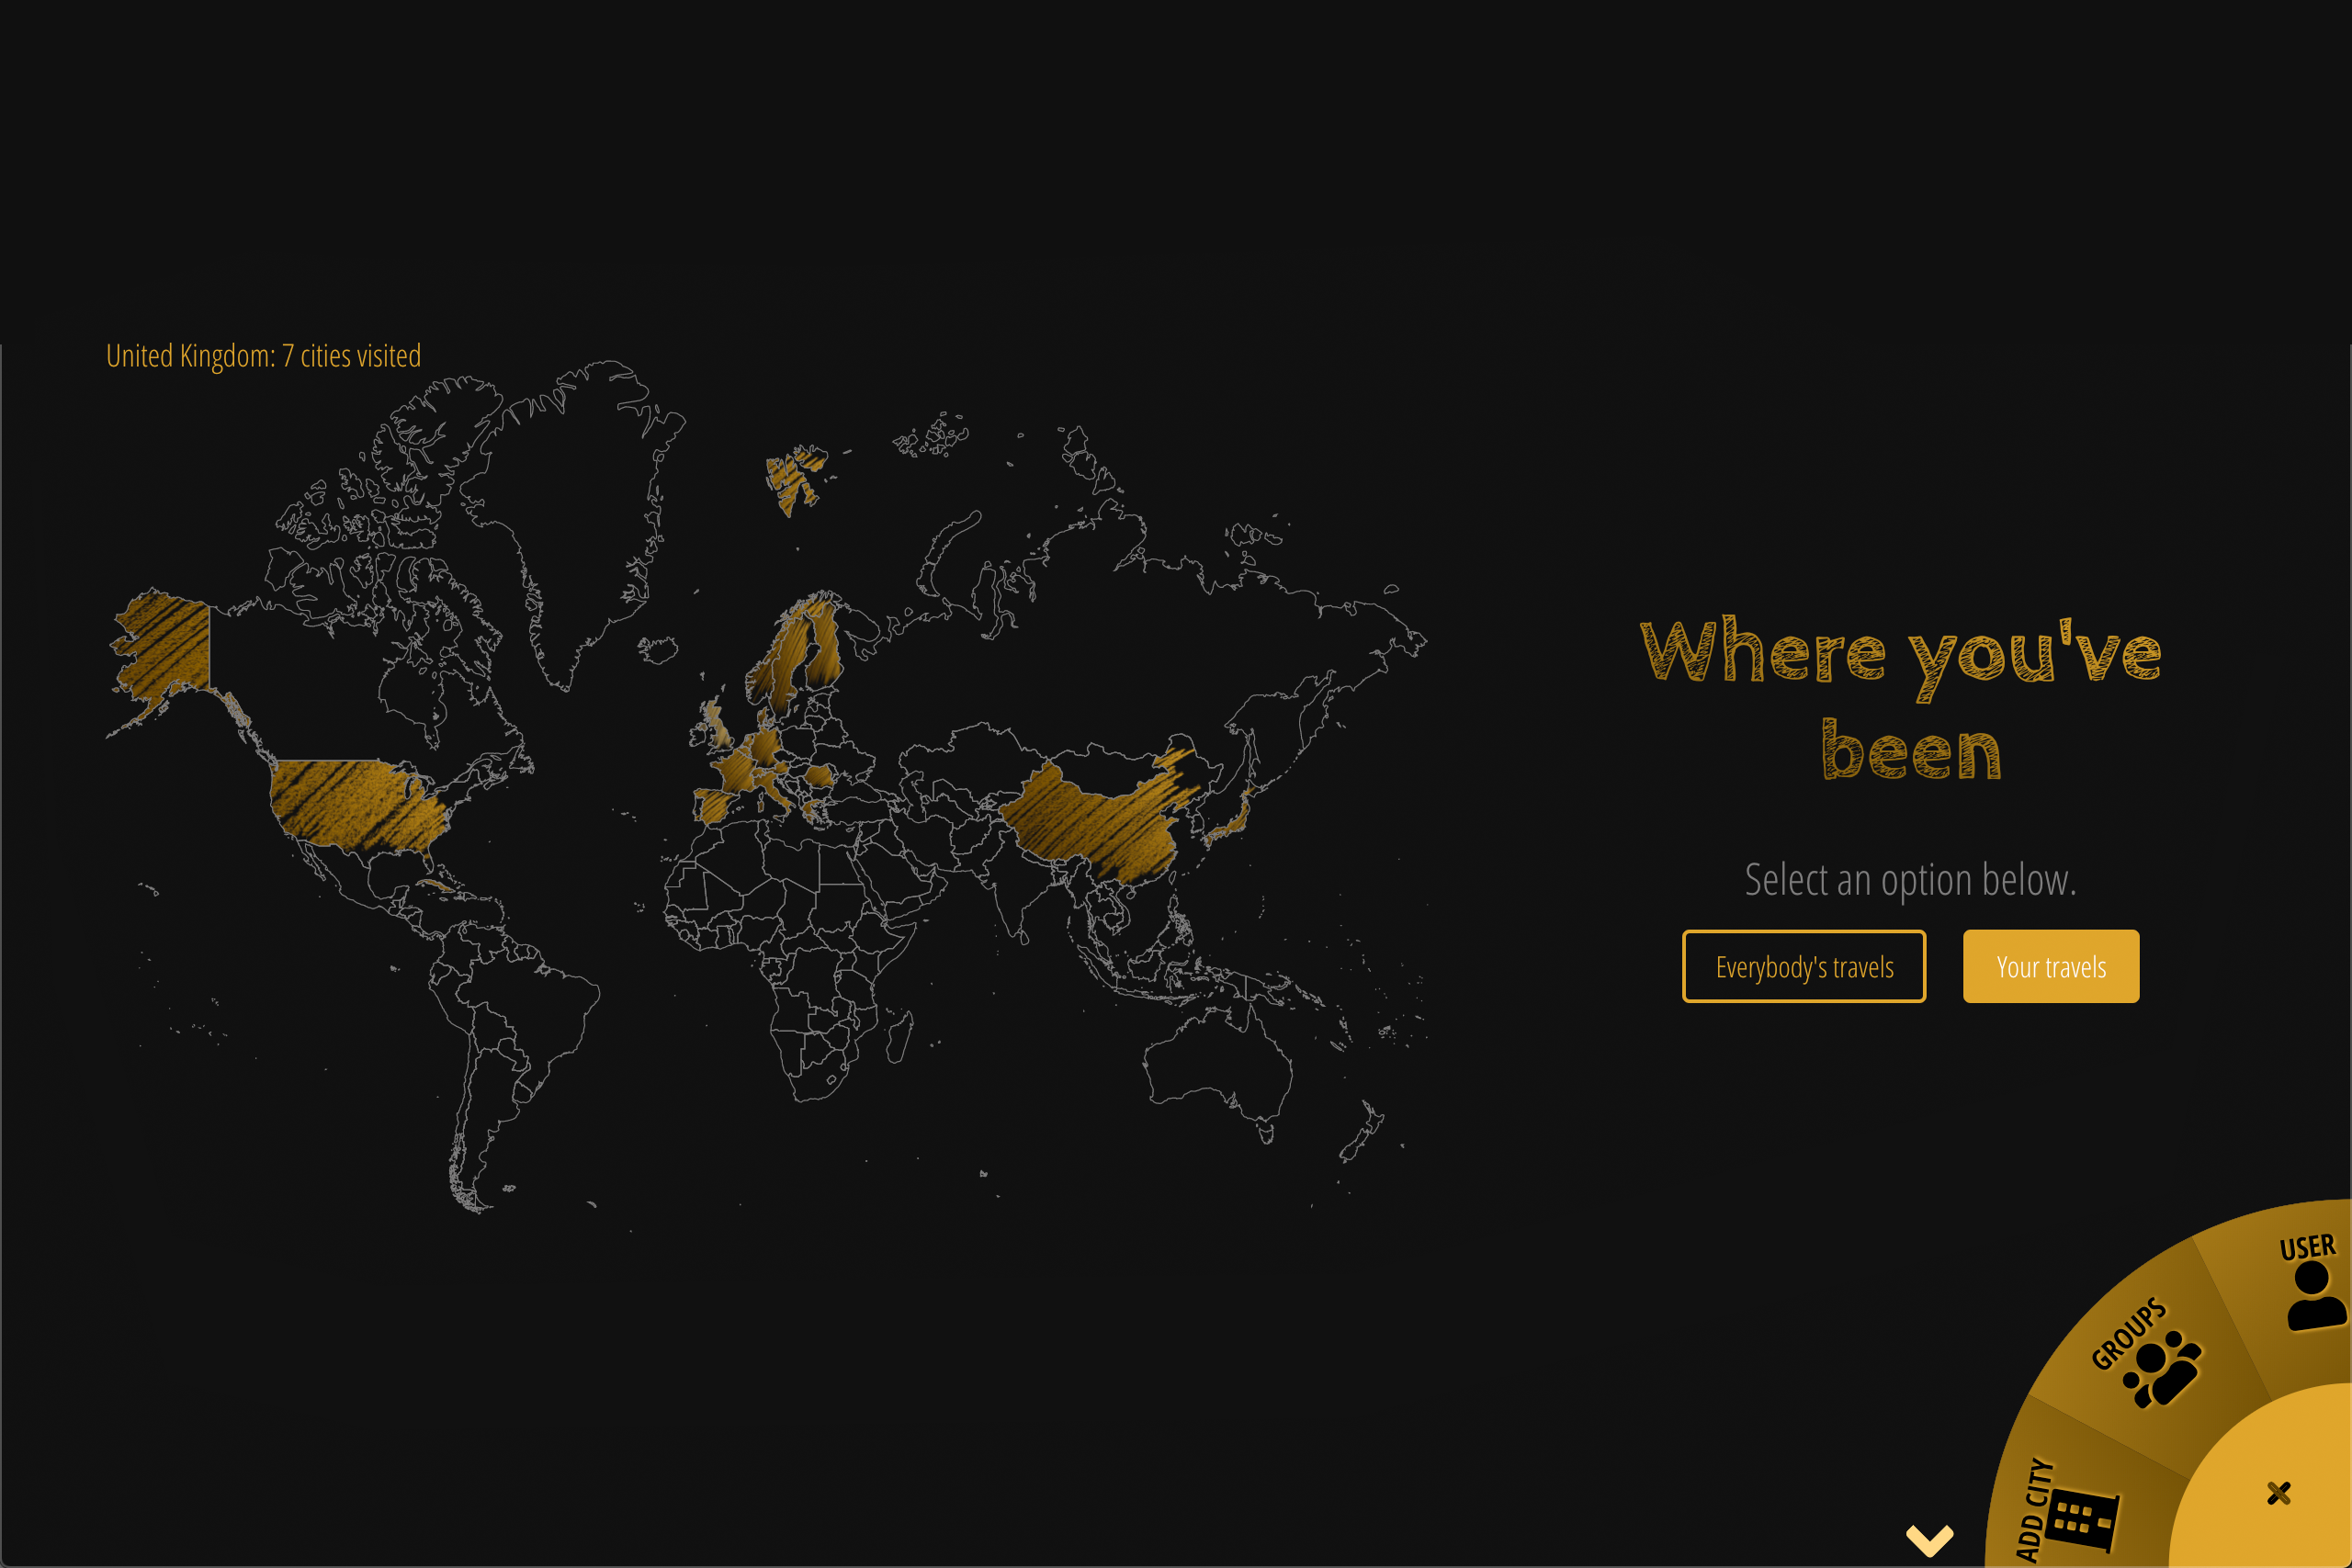 United Kingdom: 7 cities visited
Where you've
been
Select an option below.
Everybody's travels
Your travels
USER
GROUPS
ADD CITY